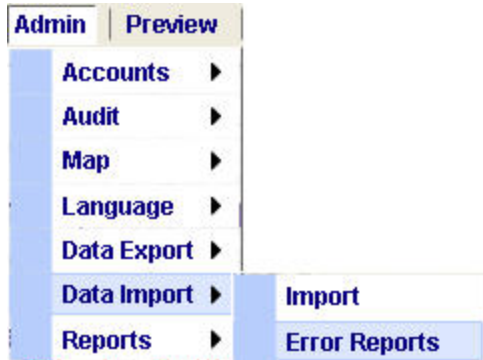 Admin Preview
Accounts
Audit
Map
Language
Data Export
Data Import Import
Reports Error Reports